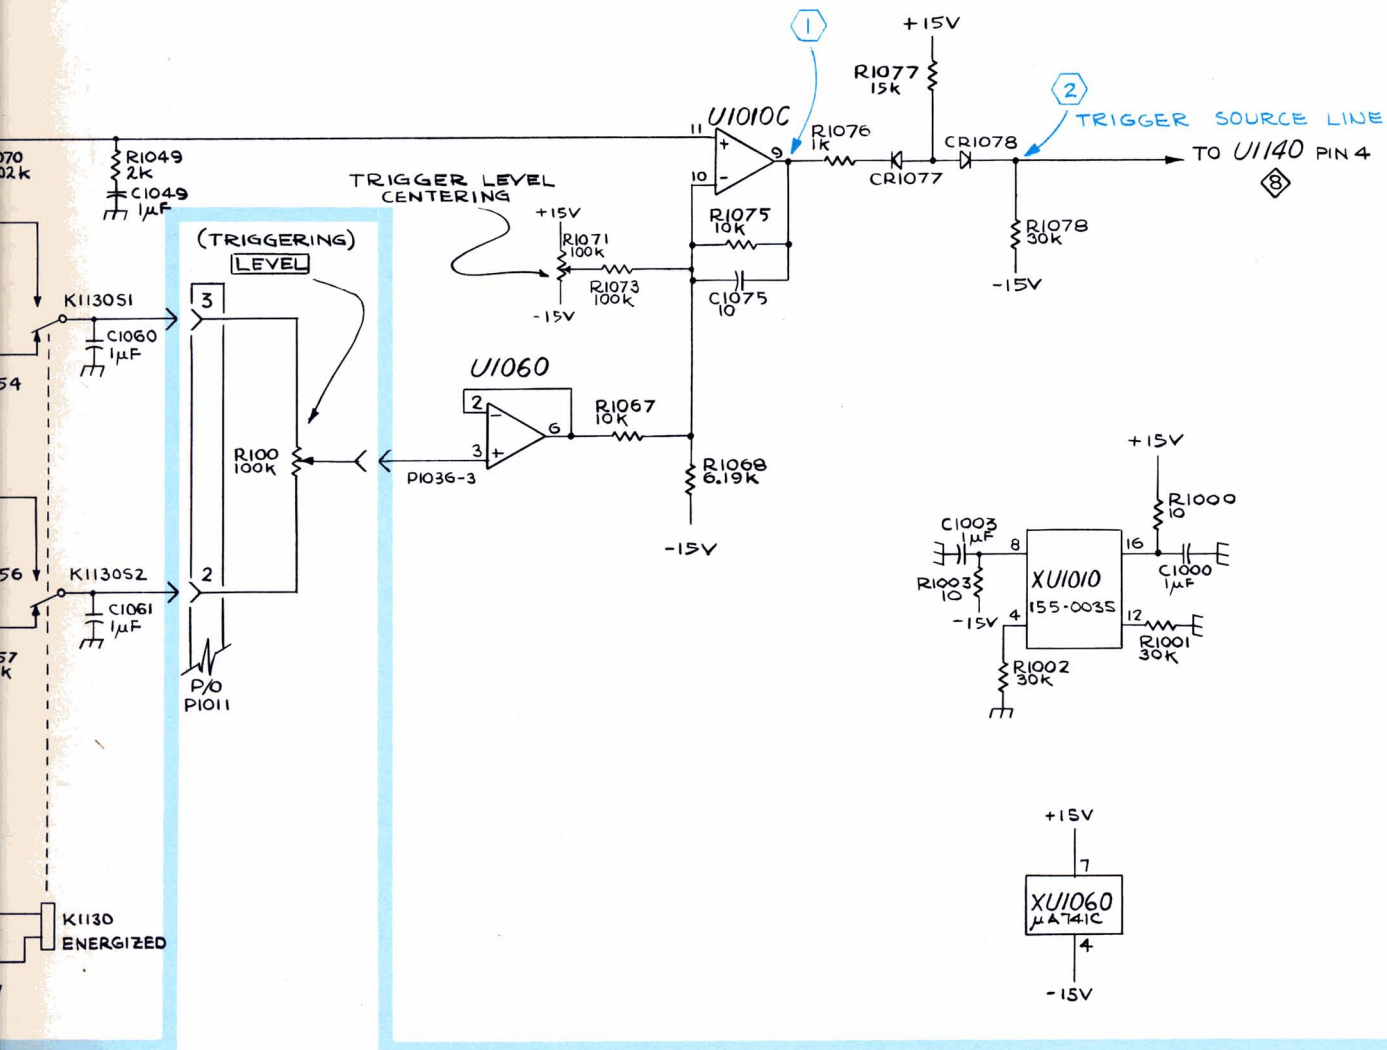 1
+15V
R1077
15K
2
TRIGGER SOURCE LINE
U1010C
11
+
9
10
-
R1076
1K
CR1077
CR1078
TO U1140 PIN 4
8
070
02K
R1049
2K
C1049
1µF
TRIGGER LEVEL
CENTERING
+15V
R1071
100K
-15V
R1073
100K
R1075
10K
C1075
10
R1078
30K
-15V
(TRIGGERING)
LEVEL
3
K1130S1
C1060
1µF
54
U1060
2
-
3
+
6
R1067
10K
R100
100K
P1036-3
R1068
6.19K
-15V
56
K1130S2
C1061
1µF
57
K
2
P/O
P1011
+15V
R1000
10
C1003
1µF
8
16
C1000
1µF
R1003
10
-15V
XU1010
155-0035
4
12
R1001
30K
R1002
30K
K1130
ENERGIZED
+15V
7
XU1060
µA741C
4
-15V